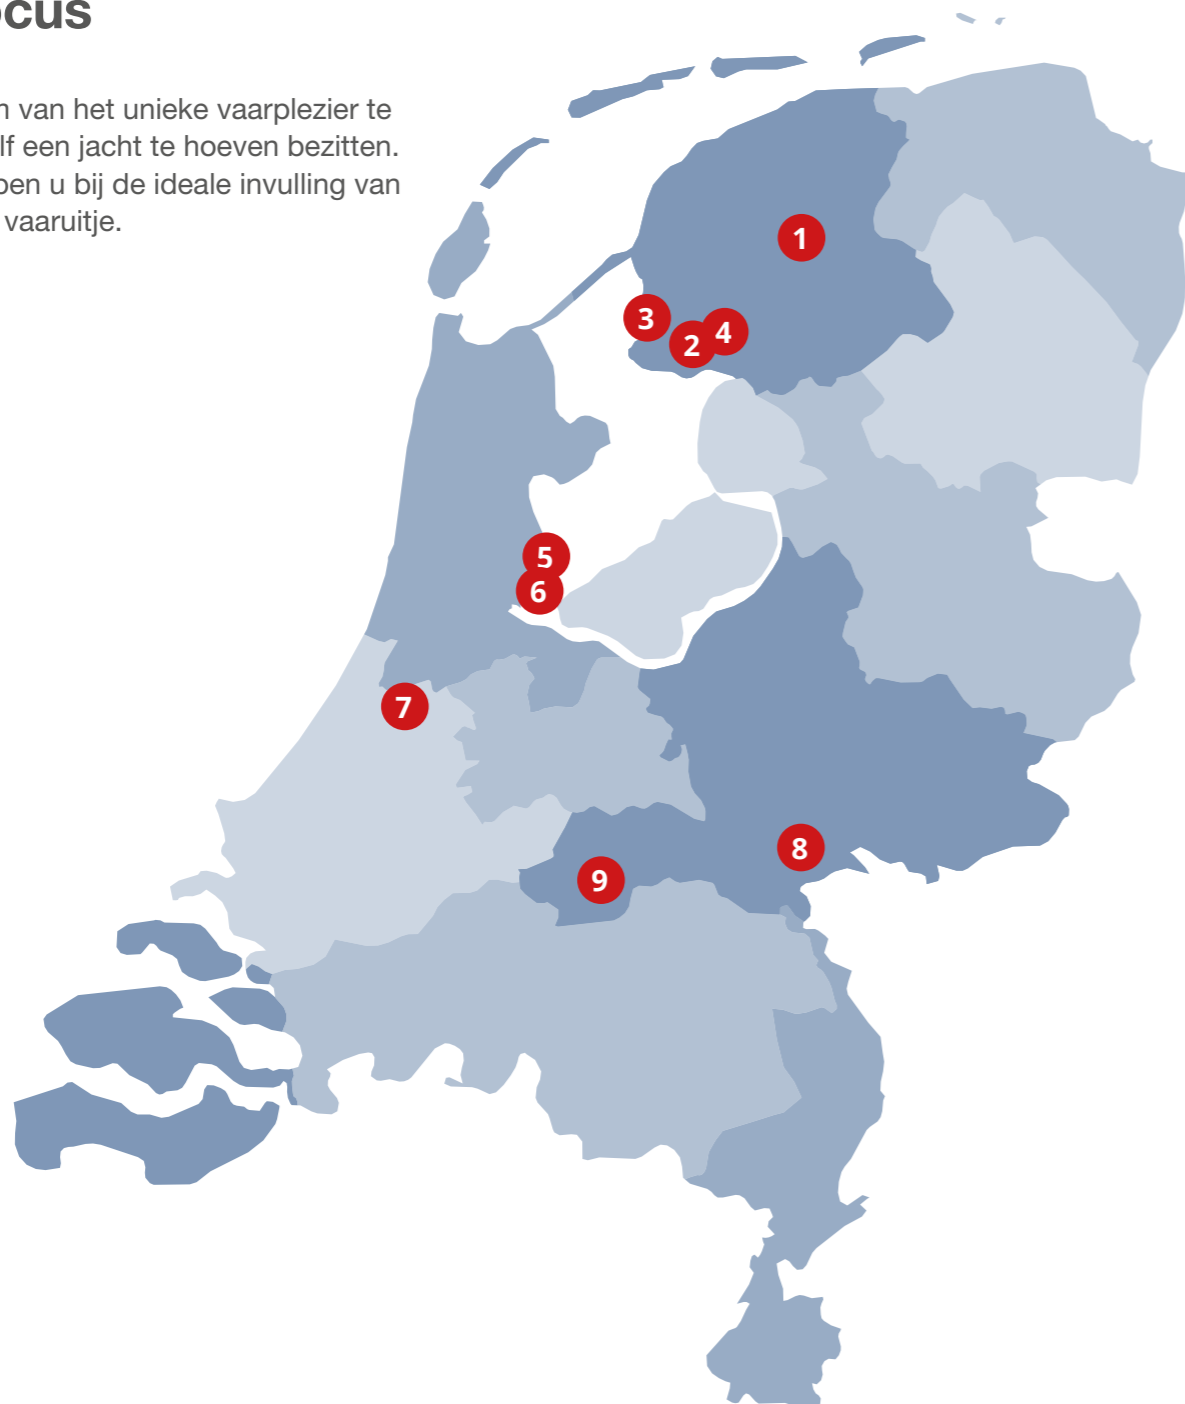 ocus
n van het unieke vaarplezier te
lf een jacht te hoeven bezitten.
pen u bij de ideale invulling van
vaaruitje.
1
3
4
2
5
6
7
8
9